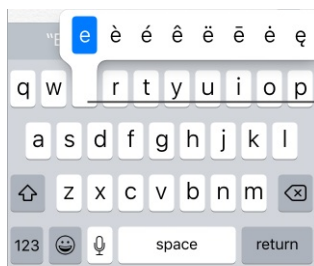 "E
e è é ê ë ē ė ę
q w r t y u i o p
a s d f g h j k l
z x c v b n m
123 space return